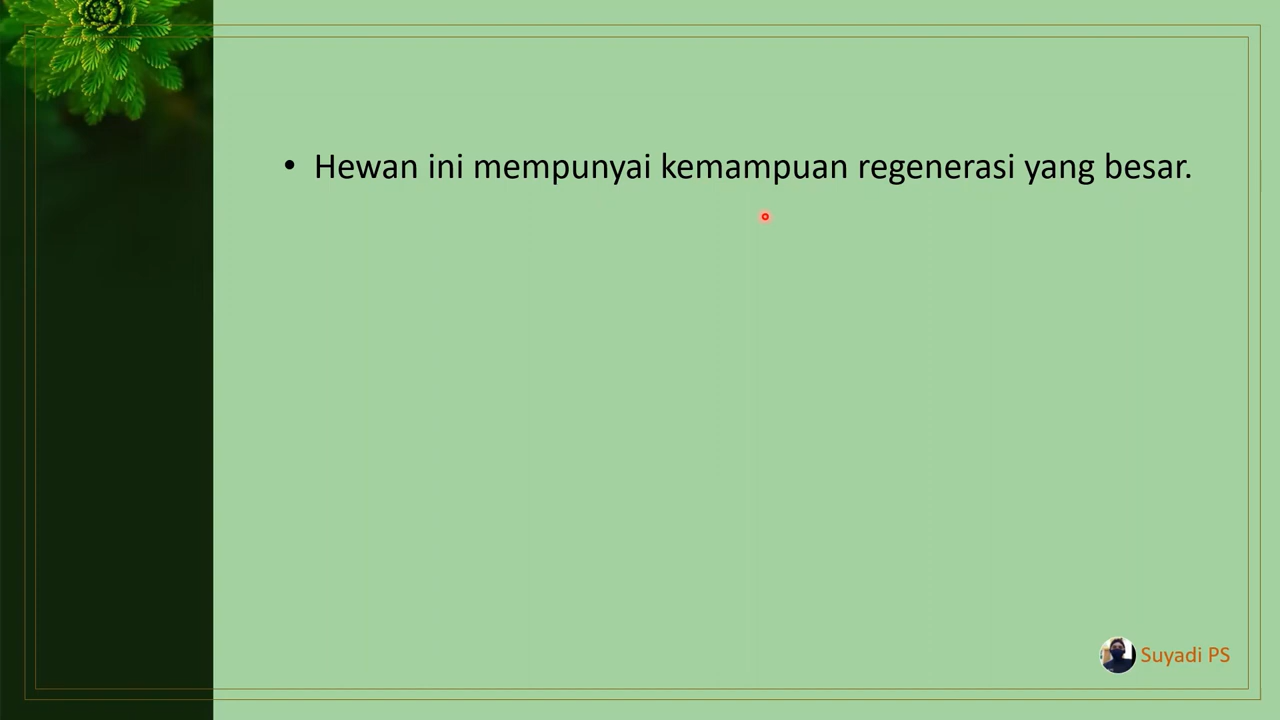 • Hewan ini mempunyai kemampuan regenerasi yang besar.
Suyadi PS